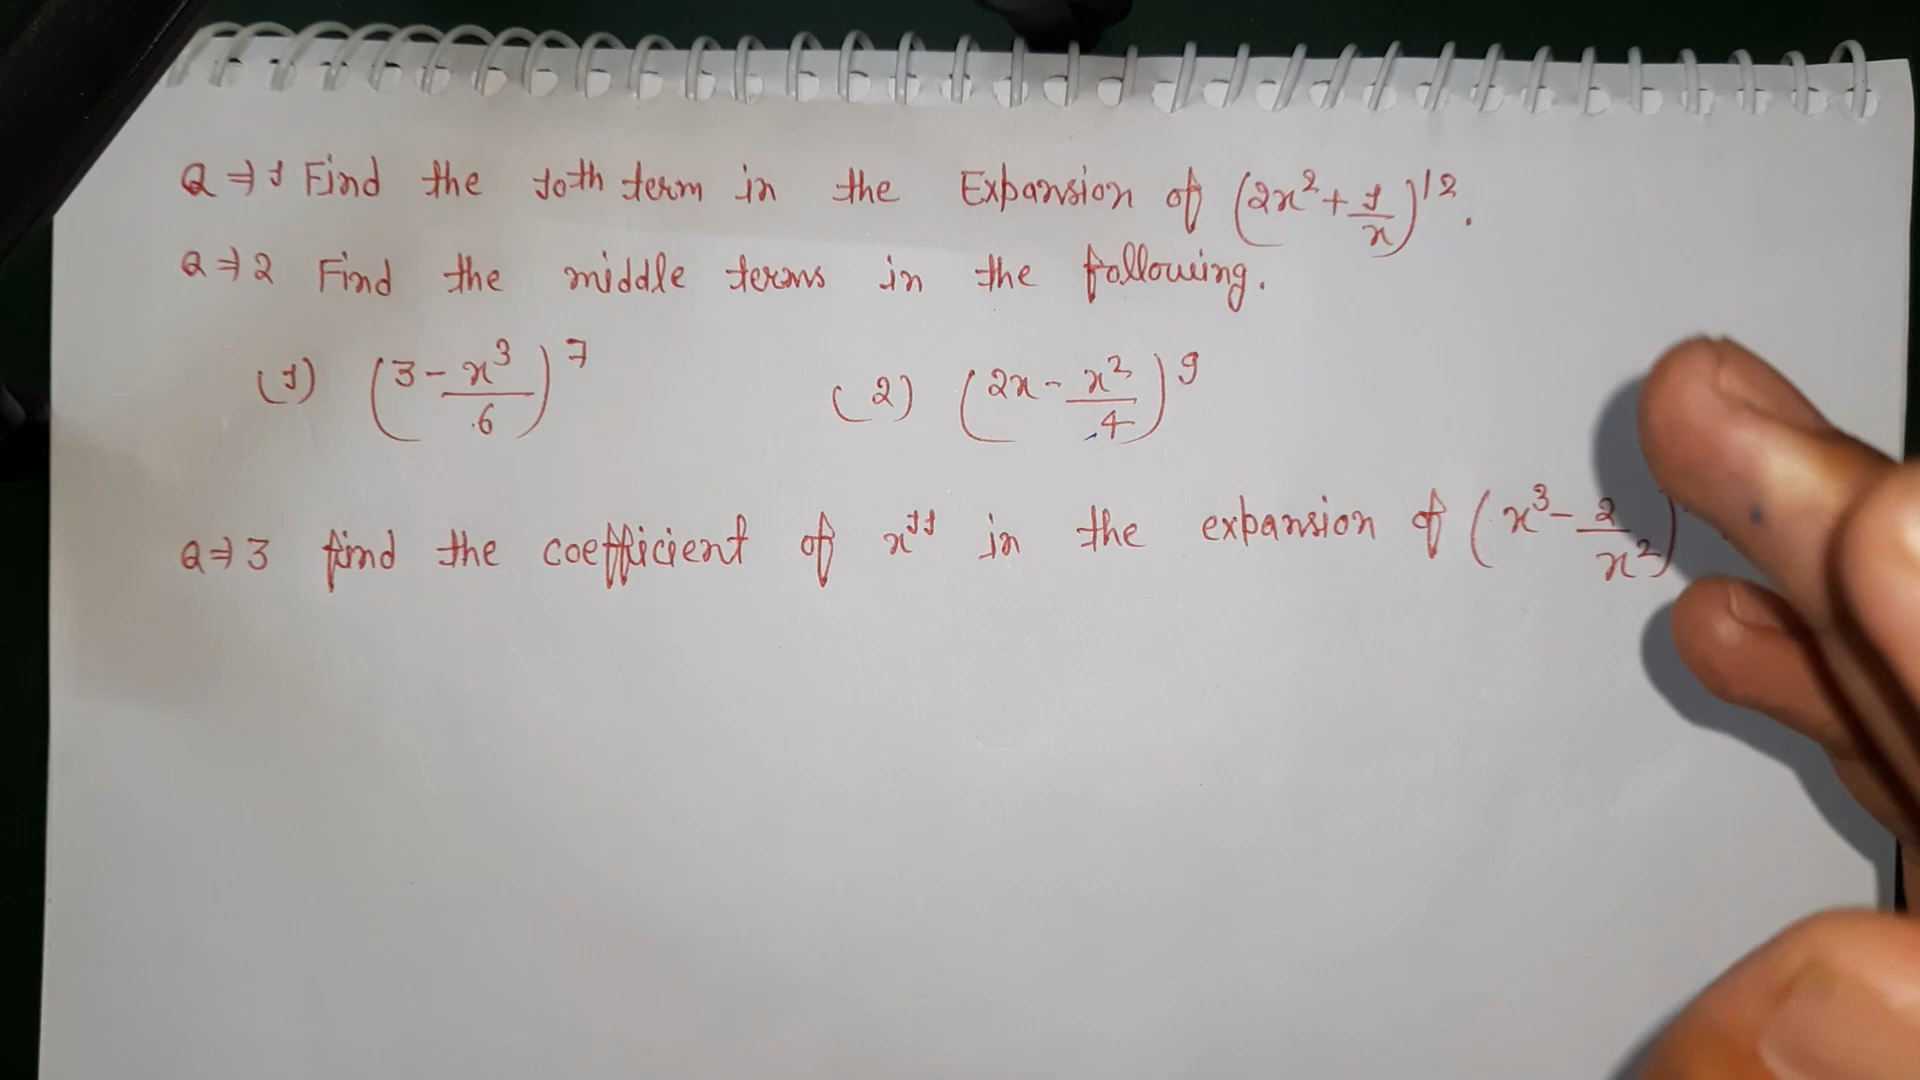 Q⇒1 Find the 10th term in the Expansion of (2x² + 1/x)¹².
Q⇒2 Find the middle terms in the following.
(1) (3 - x³/6)⁷ (2) (2x - x²/4)⁹
Q⇒3 find the coefficient of x¹¹ in the expansion of (x³ - 2/x²)